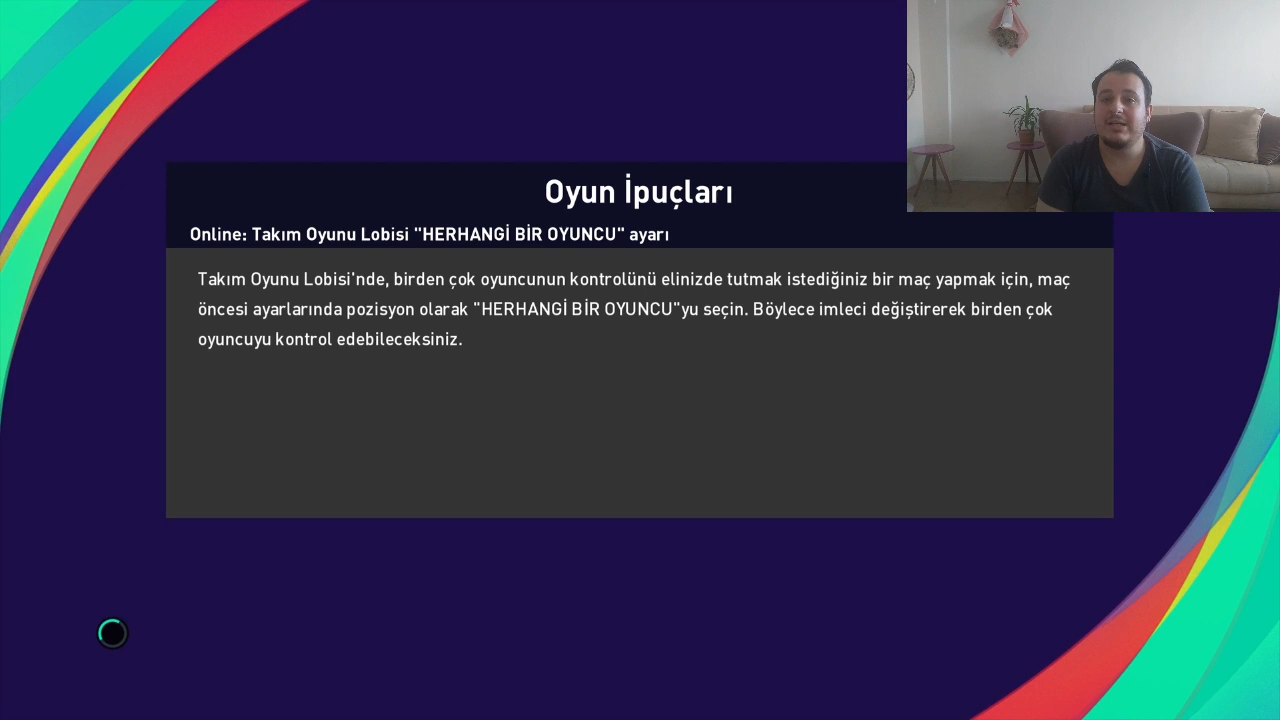 Oyun İpuçları
Online: Takım Oyunu Lobisi "HERHANGİ BİR OYUNCU" ayarı
Takım Oyunu Lobisi'nde, birden çok oyuncunun kontrolünü elinizde tutmak istediğiniz bir maç yapmak için, maç
öncesi ayarlarında pozisyon olarak "HERHANGİ BİR OYUNCU"yu seçin. Böylece imleci değiştirerek birden çok
oyuncuyu kontrol edebileceksiniz.